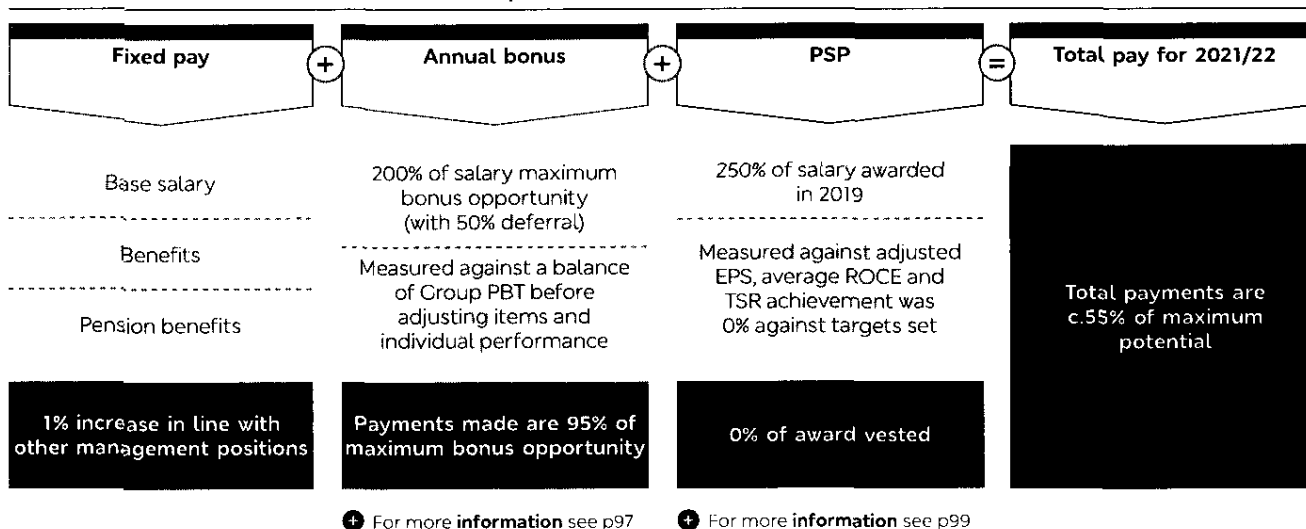 Fixed pay
+
Annual bonus
+
PSP
=
Total pay for 2021/22
Base salary
Benefits
Pension benefits
1% increase in line with
other management positions
200% of salary maximum
bonus opportunity
(with 50% deferral)
Measured against a balance
of Group PBT before
adjusting items and
individual performance
Payments made are 95% of
maximum bonus opportunity
+ For more information see p97
250% of salary awarded
in 2019
Measured against adjusted
EPS, average ROCE and
TSR achievement was
0% against targets set
0% of award vested
+ For more information see p99
Total payments are
c.55% of maximum
potential